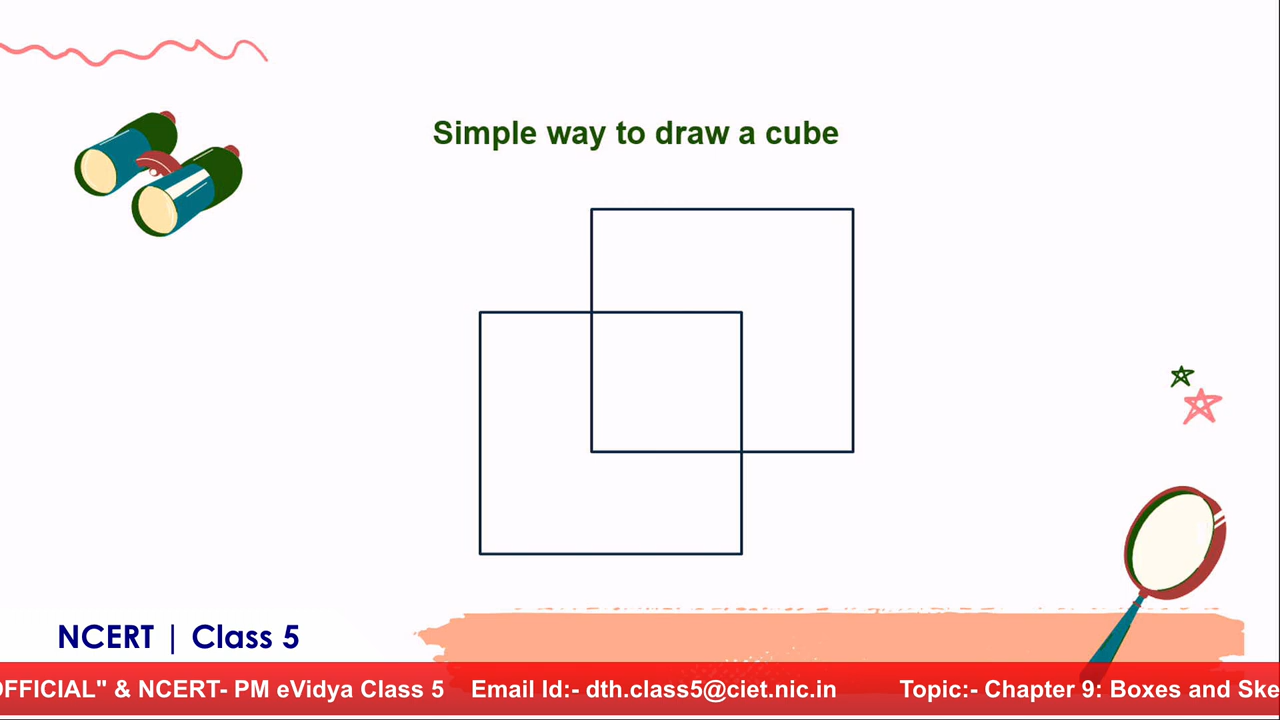 Simple way to draw a cube
NCERT | Class 5
OFFICIAL" & NCERT- PM eVidya Class 5 Email Id:- dth.class5@ciet.nic.in Topic:- Chapter 9: Boxes and Ske